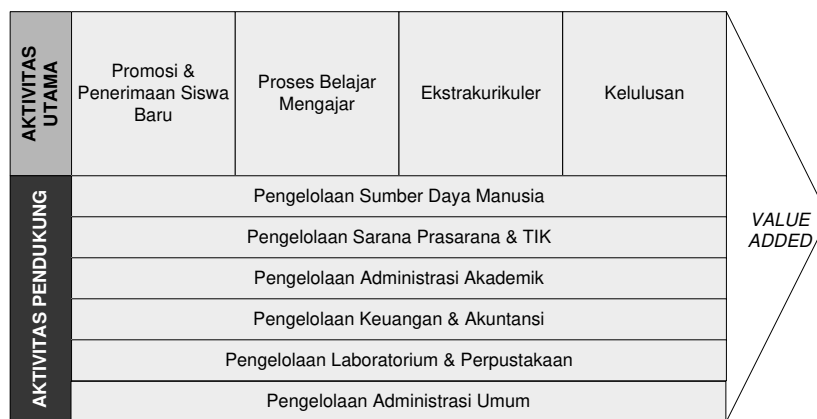 AKTIVITAS
UTAMA
Promosi &
Penerimaan Siswa
Baru
Proses Belajar
Mengajar
Ekstrakurikuler
Kelulusan
AKTIVITAS PENDUKUNG
Pengelolaan Sumber Daya Manusia
Pengelolaan Sarana Prasarana & TIK
Pengelolaan Administrasi Akademik
Pengelolaan Keuangan & Akuntansi
Pengelolaan Laboratorium & Perpustakaan
Pengelolaan Administrasi Umum
VALUE
ADDED